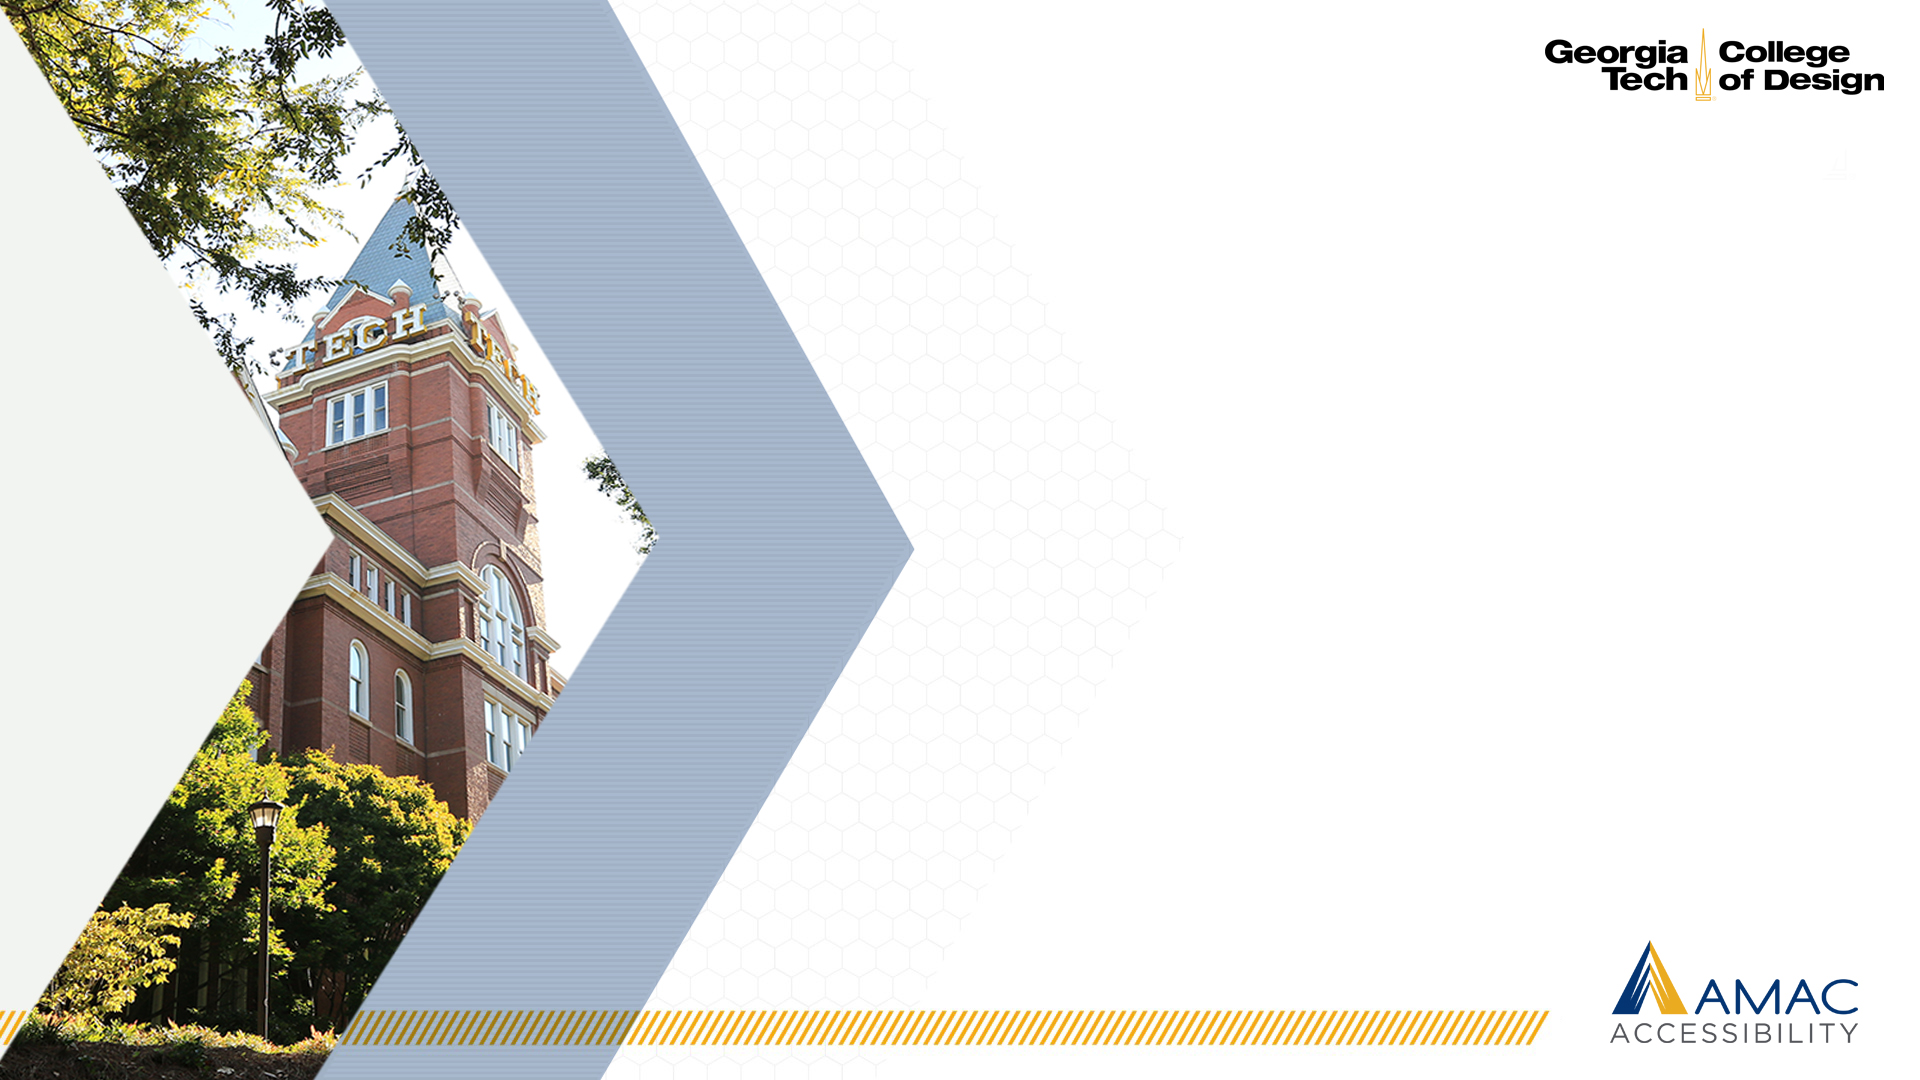 Georgia Tech
College of Design
TECH
TECH
AMAC
ACCESSIBILITY